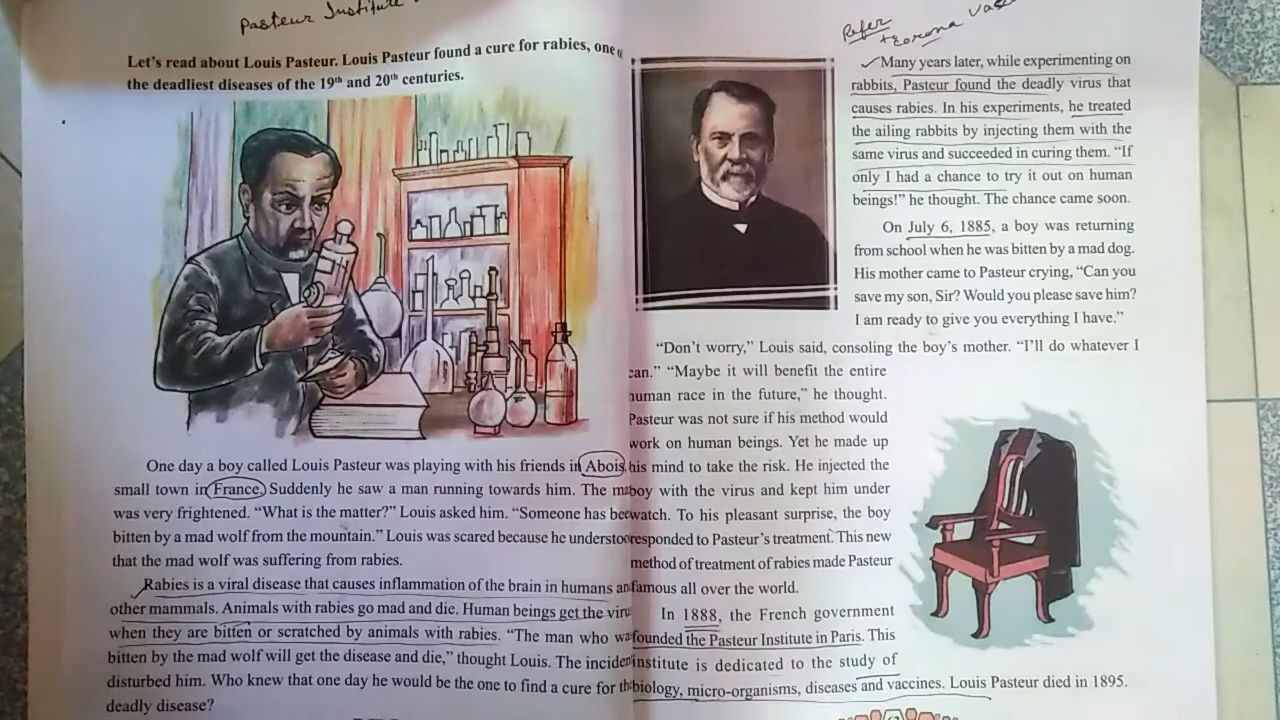 Pasteur Institute
Let's read about Louis Pasteur. Louis Pasteur found a cure for rabies, one
the deadliest diseases of the 19th and 20th centuries.
One day a boy called Louis Pasteur was playing with his friends in Abois
small town in France. Suddenly he saw a man running towards him. The
was very frightened. "What is the matter?" Louis asked him. "Someone has
bitten by a mad wolf from the mountain." Louis was scared because he
that the mad wolf was suffering from rabies.
Rabies is a viral disease that causes inflammation of the brain in humans
other mammals. Animals with rabies go mad and die. Human beings get the
when they are bitten or scratched by animals with rabies. "The man who
bitten by the mad wolf will get the disease and die," thought Louis. The
disturbed him. Who knew that one day he would be the one to find a cure for
deadly disease?
Refer
corona
Many years later, while experimenting on
rabbits, Pasteur found the deadly virus that
causes rabies. In his experiments, he treated
the ailing rabbits by injecting them with the
same virus and succeeded in curing them. "If
only I had a chance to try it out on human
beings!" he thought. The chance came soon.
On July 6, 1885, a boy was returning
from school when he was bitten by a mad dog.
His mother came to Pasteur crying, "Can you
save my son, Sir? Would you please save him?
I am ready to give you everything I have."
"Don't worry," Louis said, consoling the boy's mother. "I'll do whatever I
can." "Maybe it will benefit the entire
human race in the future," he thought.
Pasteur was not sure if his method would
work on human beings. Yet he made up
his mind to take the risk. He injected the
boy with the virus and kept him under
watch. To his pleasant surprise, the boy
responded to Pasteur's treatment. This new
method of treatment of rabies made Pasteur
famous all over the world.
In 1888, the French government
founded the Pasteur Institute in Paris. This
institute is dedicated to the study of
biology, micro-organisms, diseases and vaccines. Louis Pasteur died in 1895.